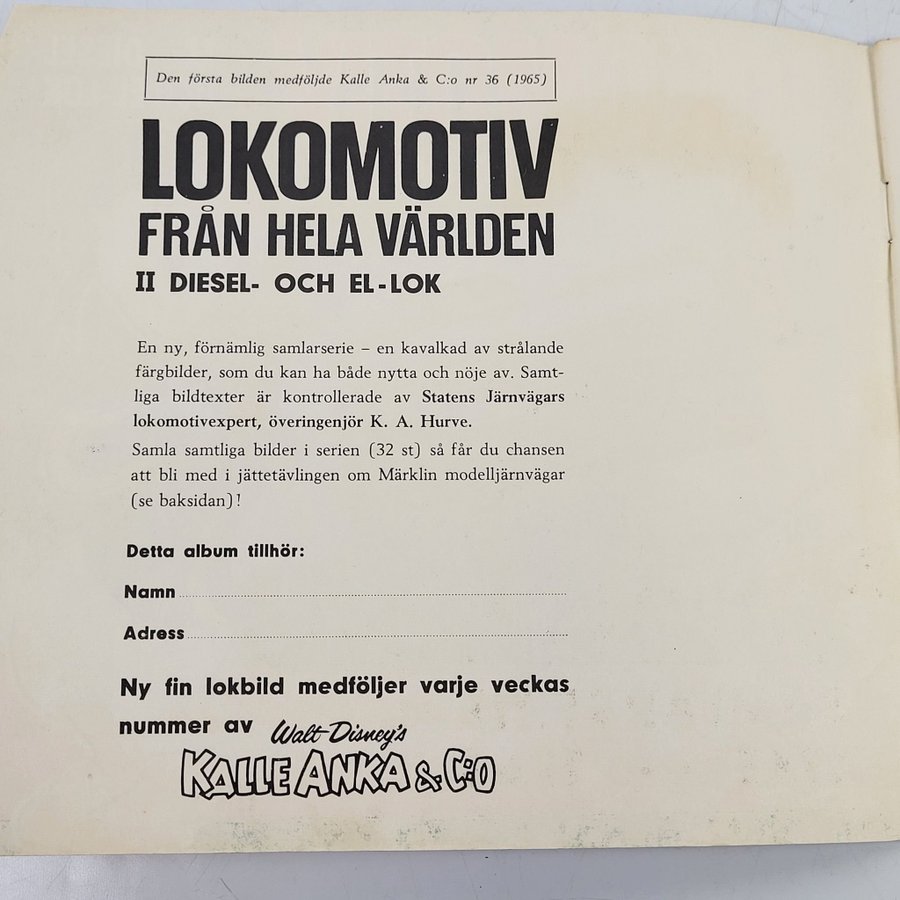 Den första bilden medföljde Kalle Anka & C:o nr 36 (1965)
LOKOMOTIV
FRÅN HELA VÄRLDEN
II DIESEL- OCH EL-LOK
En ny, förnämlig samlarserie – en kavalkad av strålande
färgbilder, som du kan ha både nytta och nöje av. Samt-
liga bildtexter är kontrollerade av Statens Järnvägars
lokomotivexpert, överingenjör K. A. Hurve.
Samla samtliga bilder i serien (32 st) så får du chansen
att bli med i jättetävlingen om Märklin modelljärnvägar
(se baksidan)!
Detta album tillhör:
Namn
Adress
Ny fin lokbild medföljer varje veckas
nummer av Walt Disney's
KALLE ANKA & C:O